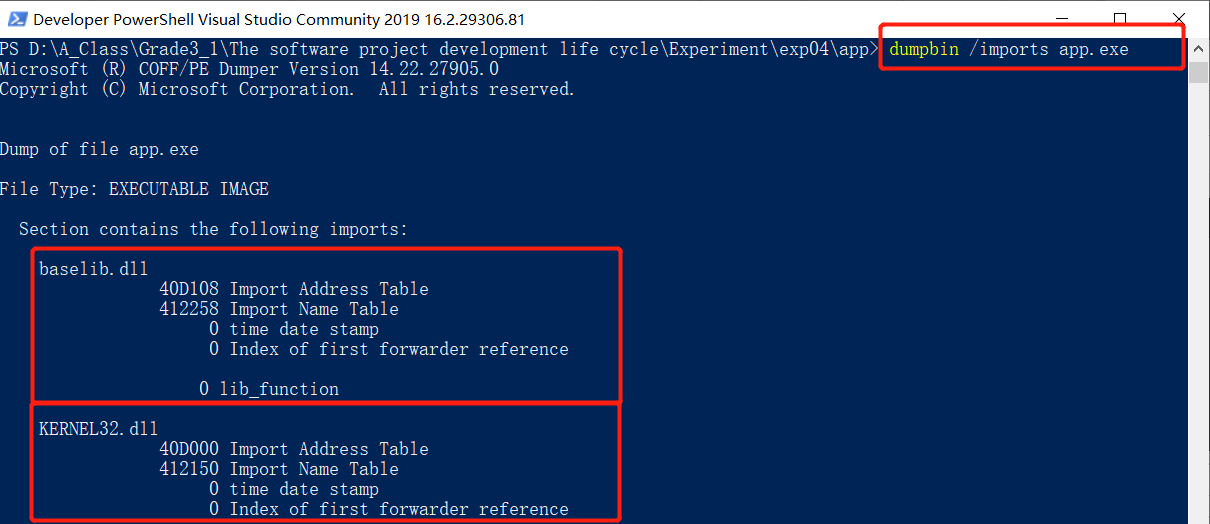 Developer PowerShell Visual Studio Community 2019 16.2.29306.81
PS D:\A_Class\Grade3_1\The software project development life cycle\Experiment\exp04\app> dumpbin /imports app.exe
Microsoft (R) COFF/PE Dumper Version 14.22.27905.0
Copyright (C) Microsoft Corporation.  All rights reserved.
Dump of file app.exe
File Type: EXECUTABLE IMAGE
Section contains the following imports:
baselib.dll
40D108 Import Address Table
412258 Import Name Table
0 time date stamp
0 Index of first forwarder reference
0 lib_function
KERNEL32.dll
40D000 Import Address Table
412150 Import Name Table
0 time date stamp
0 Index of first forwarder reference